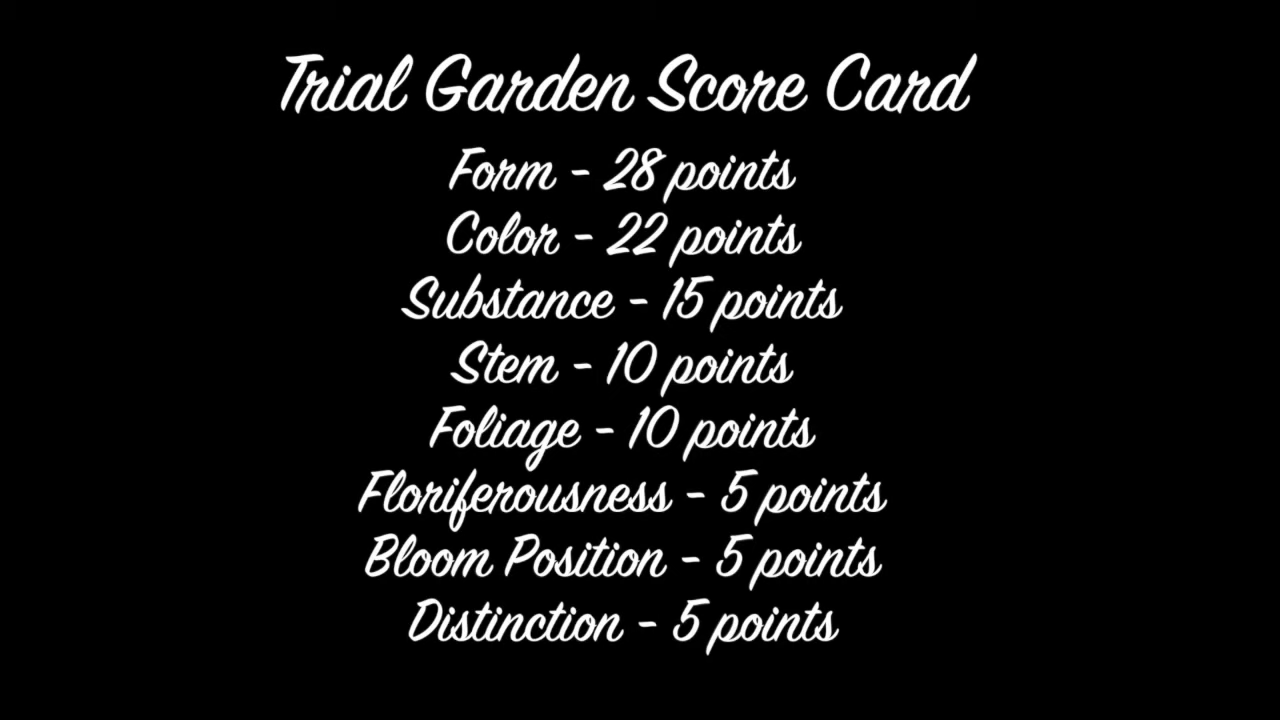 Trial Garden Score Card
Form - 28 points
Color - 22 points
Substance - 15 points
Stem - 10 points
Foliage - 10 points
Floriferousness - 5 points
Bloom Position - 5 points
Distinction - 5 points